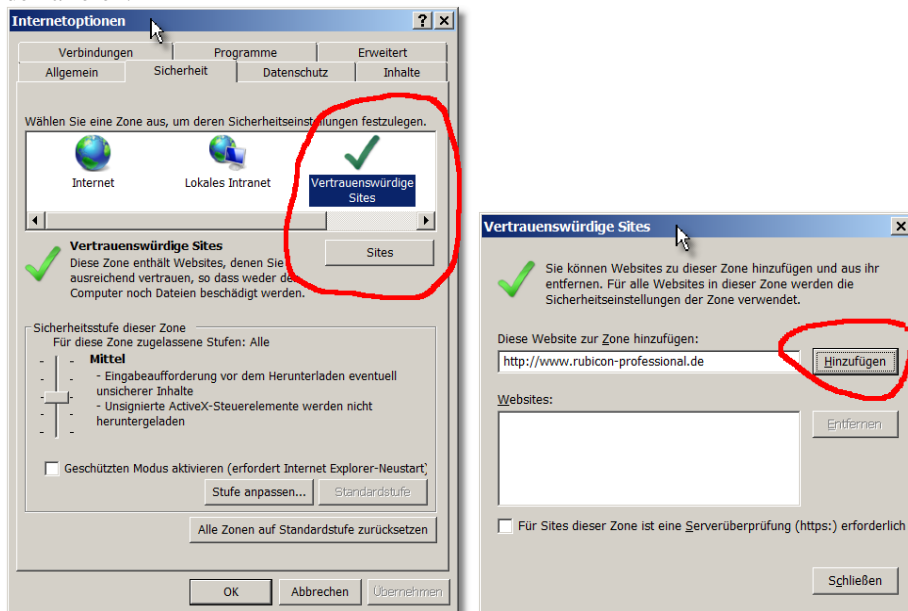 Internetoptionen
Verbindungen Programme Erweitert
Allgemein Sicherheit Datenschutz Inhalte
Wählen Sie eine Zone aus, um deren Sicherheitseinstellungen festzulegen.
Internet Lokales Intranet Vertrauenswürdige
Sites
Vertrauenswürdige Sites
Sites
Diese Zone enthält Websites, denen Sie
ausreichend vertrauen, so dass weder der
Computer noch Dateien beschädigt werden.
Sicherheitsstufe dieser Zone
Für diese Zone zugelassene Stufen: Alle
Mittel
- Eingabeaufforderung vor dem Herunterladen eventuell
unsicherer Inhalte
- Unsignierte ActiveX-Steuerelemente werden nicht
heruntergeladen
Geschützten Modus aktivieren (erfordert Internet Explorer-Neustart)
Stufe anpassen... Standardstufe
Alle Zonen auf Standardstufe zurücksetzen
OK Abbrechen Übernehmen
Vertrauenswürdige Sites
Sie können Websites zu dieser Zone hinzufügen und aus ihr
entfernen. Für alle Websites in dieser Zone werden die
Sicherheitseinstellungen der Zone verwendet.
Diese Website zur Zone hinzufügen:
http://www.rubicon-professional.de Hinzufügen
Websites:
Entfernen
Für Sites dieser Zone ist eine Serverüberprüfung (https:) erforderlich
Schließen